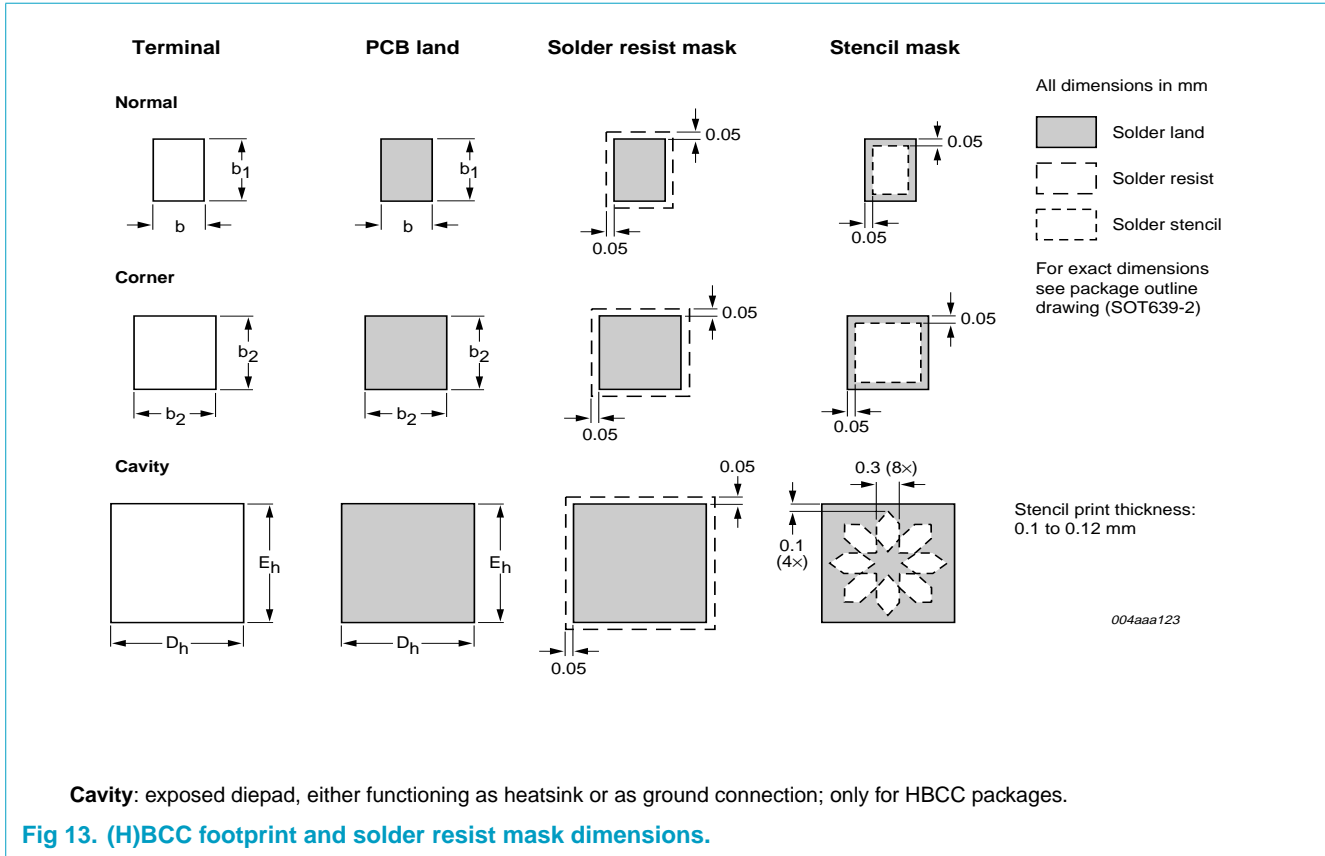 Terminal PCB land Solder resist mask Stencil mask
All dimensions in mm
Solder land
Solder resist
Solder stencil
For exact dimensions
see package outline
drawing (SOT639-2)
Normal
b1
b
b1
b
0.05
0.05
0.05
0.05
Corner
b2
b2
b2
b2
0.05
0.05
0.05
0.05
Cavity
Eh
Dh
Eh
Dh
0.05
0.05
0.3 (8×)
0.1
(4×)
Stencil print thickness:
0.1 to 0.12 mm
004aaa123
Cavity: exposed diepad, either functioning as heatsink or as ground connection; only for HBCC packages.
Fig 13. (H)BCC footprint and solder resist mask dimensions.